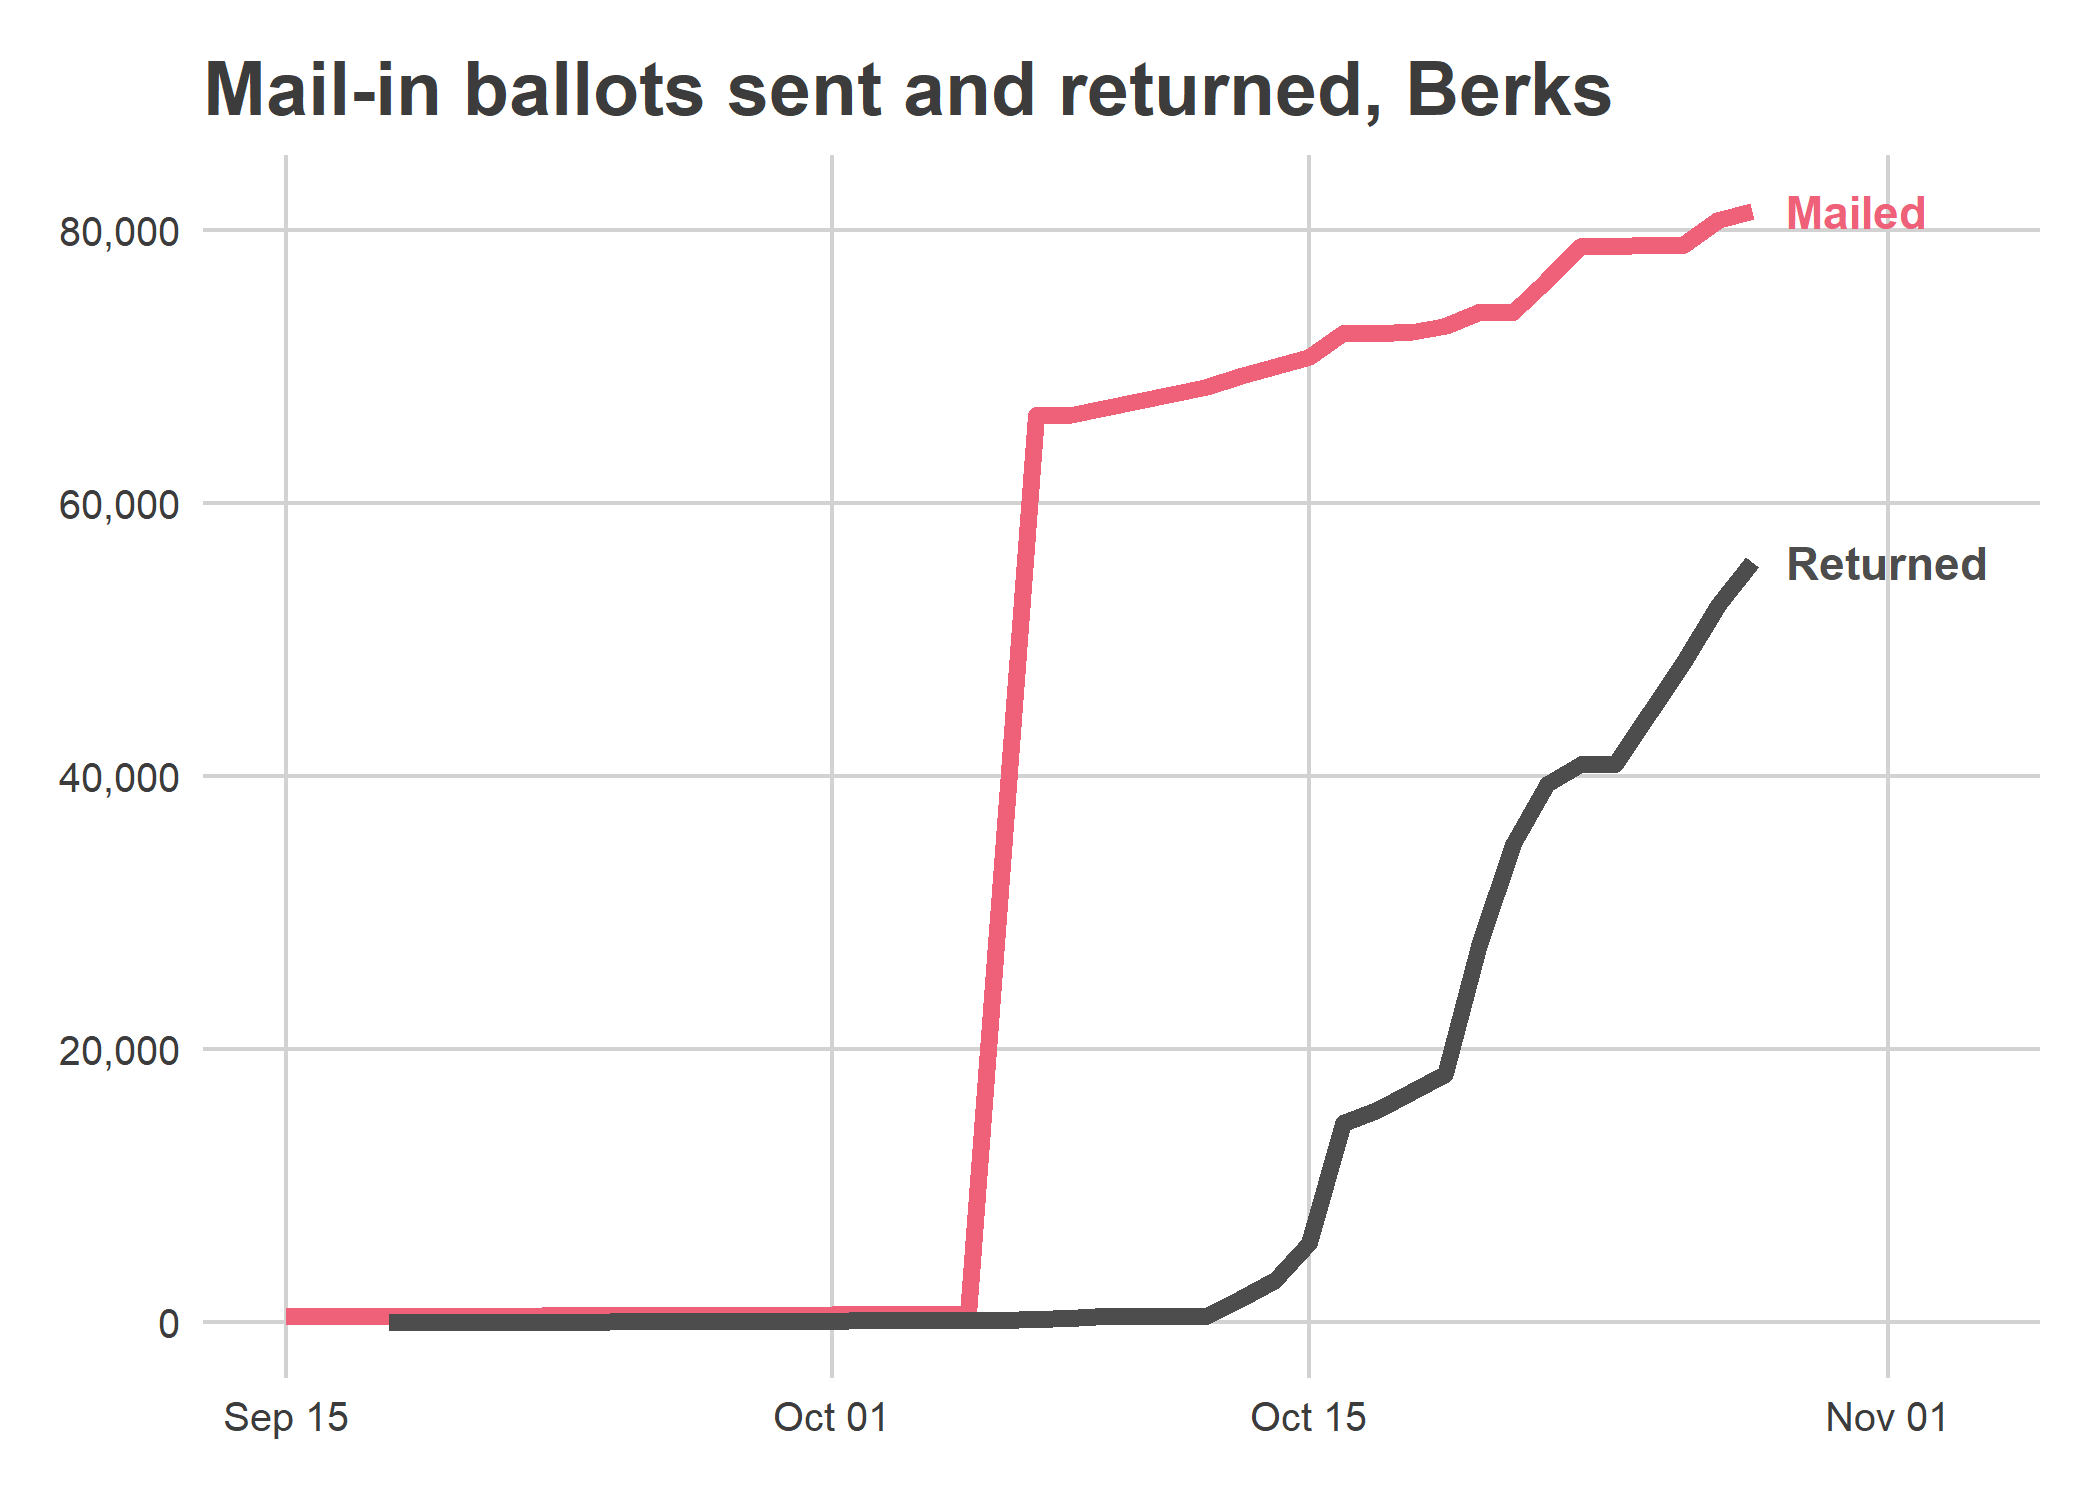 Mail-in ballots sent and returned, Berks
80,000
Mailed
60,000
Returned
40,000
20,000
0
Sep 15
Oct 01
Oct 15
Nov 01